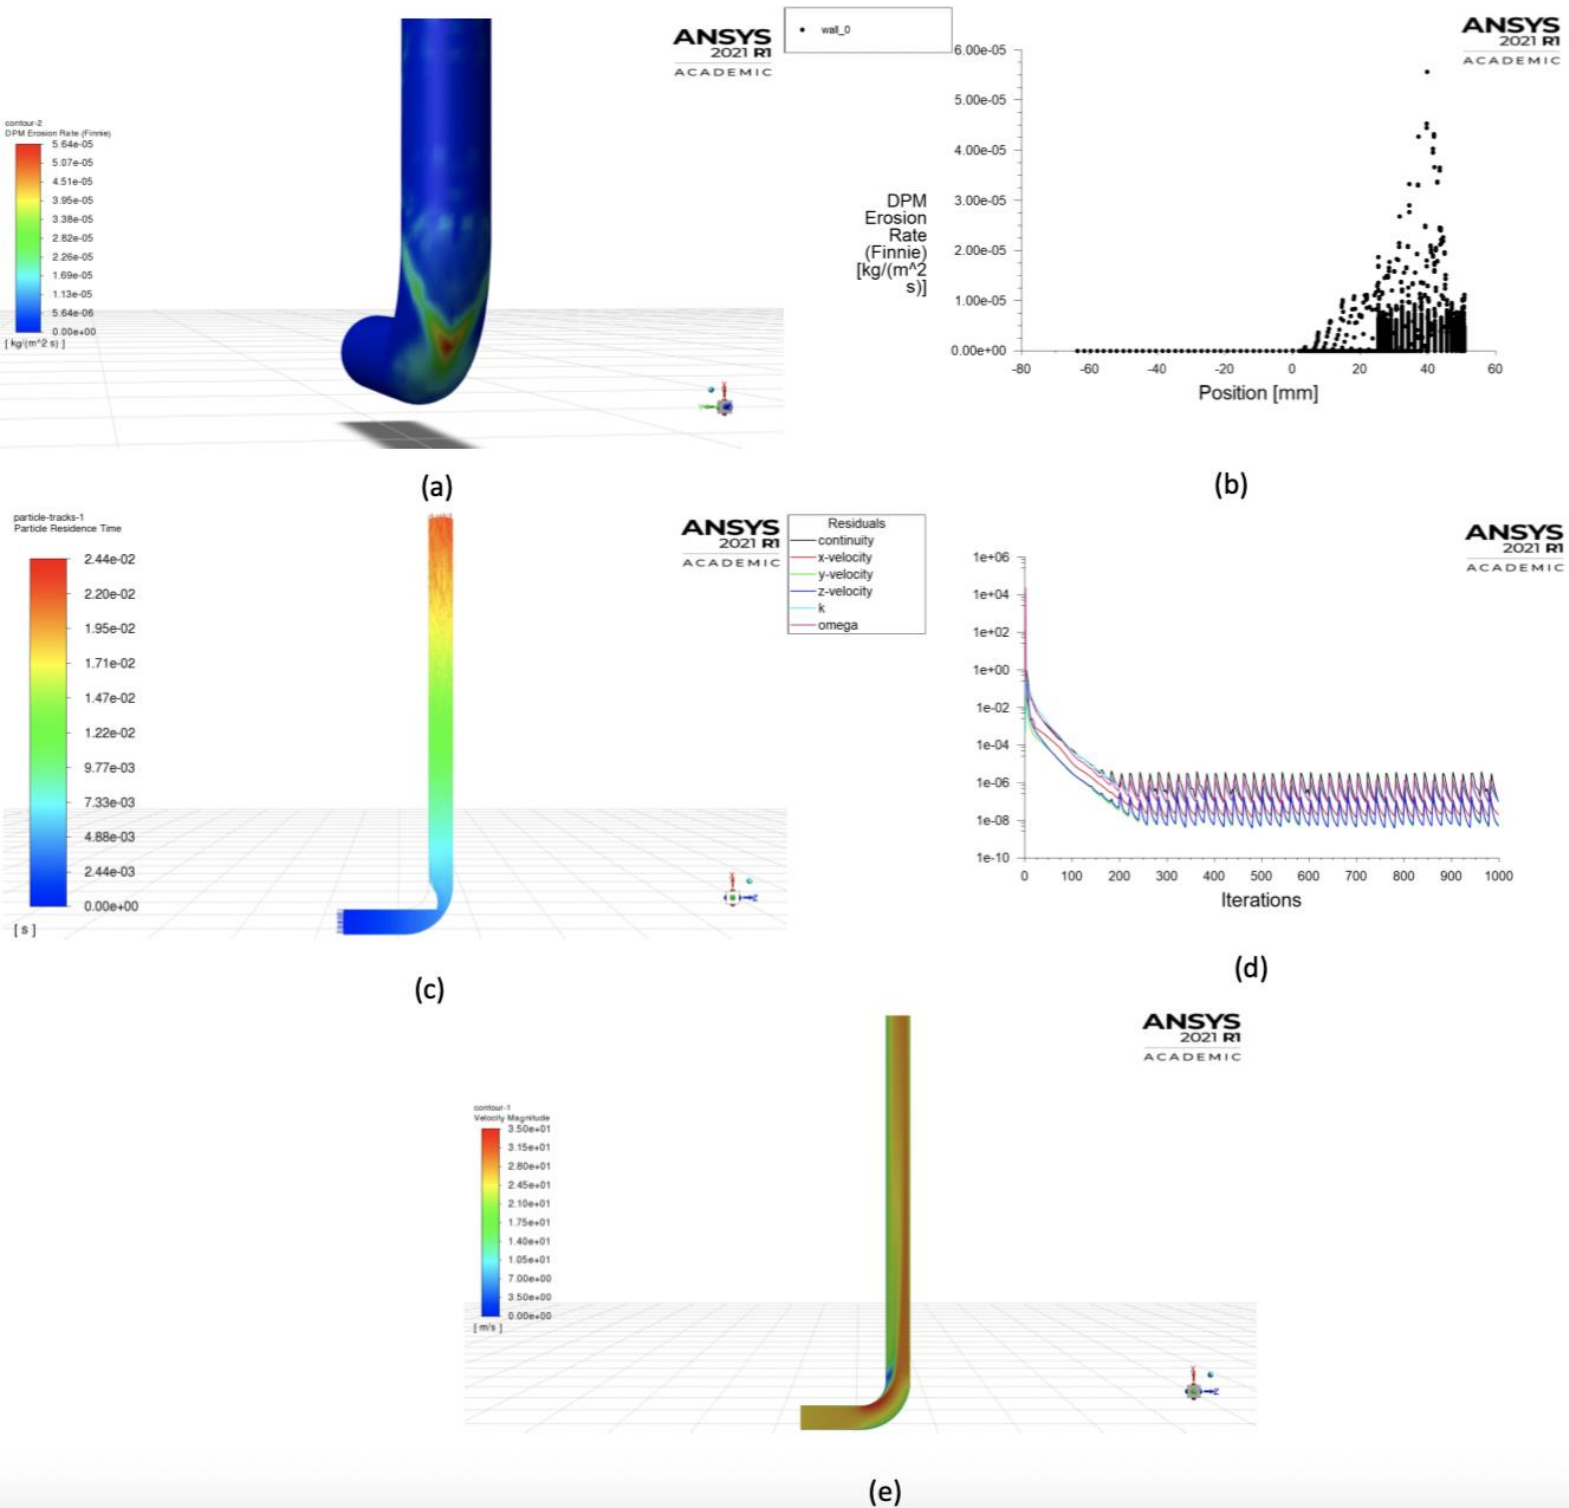 ANSYS
2021 R1
ACADEMIC
contour-2
DPM Erosion Rate (Finnie)
5.64e-05
5.07e-05
4.51e-05
3.95e-05
3.38e-05
2.82e-05
2.26e-05
1.69e-05
1.13e-05
5.64e-06
0.00e+00
[ kg/(m^2 s) ]
(a)
wall_0
ANSYS
2021 R1
ACADEMIC
6.00e-05
5.00e-05
4.00e-05
3.00e-05
2.00e-05
1.00e-05
0.00e+00
DPM
Erosion
Rate
(Finnie)
[kg/(m^2
s)]
-80 -60 -40 -20 0 20 40 60
Position [mm]
(b)
particle-tracks-1
Particle Residence Time
2.44e-02
2.20e-02
1.95e-02
1.71e-02
1.47e-02
1.22e-02
9.77e-03
7.33e-03
4.88e-03
2.44e-03
0.00e+00
[ s ]
ANSYS
2021 R1
ACADEMIC
(c)
Residuals
continuity
x-velocity
y-velocity
z-velocity
k
omega
ANSYS
2021 R1
ACADEMIC
1e+06
1e+04
1e+02
1e+00
1e-02
1e-04
1e-06
1e-08
1e-10
0 100 200 300 400 500 600 700 800 900 1000
Iterations
(d)
ANSYS
2021 R1
ACADEMIC
contour-1
Velocity Magnitude
3.50e+01
3.15e+01
2.80e+01
2.45e+01
2.10e+01
1.75e+01
1.40e+01
1.05e+01
7.00e+00
3.50e+00
0.00e+00
[ m/s ]
(e)